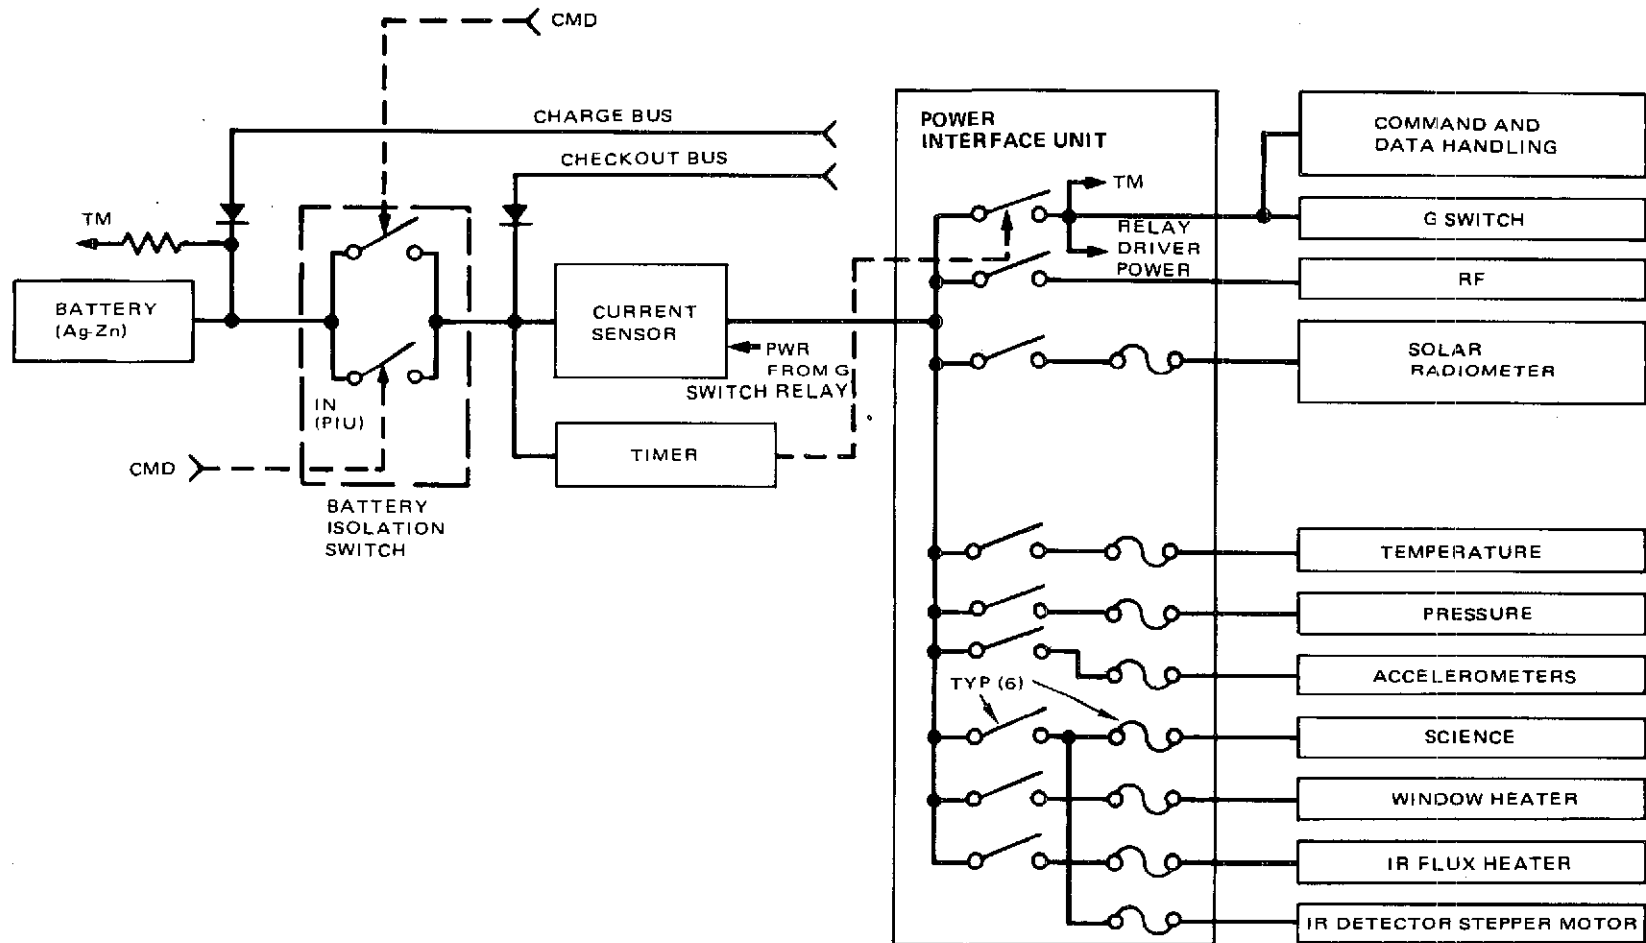 CMD
CHARGE BUS
CHECKOUT BUS
TM
BATTERY
(Ag-Zn)
IN
(PIU)
CMD
BATTERY
ISOLATION
SWITCH
CURRENT
SENSOR
PWR
FROM G
SWITCH RELAY
TIMER
POWER
INTERFACE UNIT
TM
RELAY
DRIVER
POWER
TYP (6)
COMMAND AND
DATA HANDLING
G SWITCH
RF
SOLAR
RADIOMETER
TEMPERATURE
PRESSURE
ACCELEROMETERS
SCIENCE
WINDOW HEATER
IR FLUX HEATER
IR DETECTOR STEPPER MOTOR